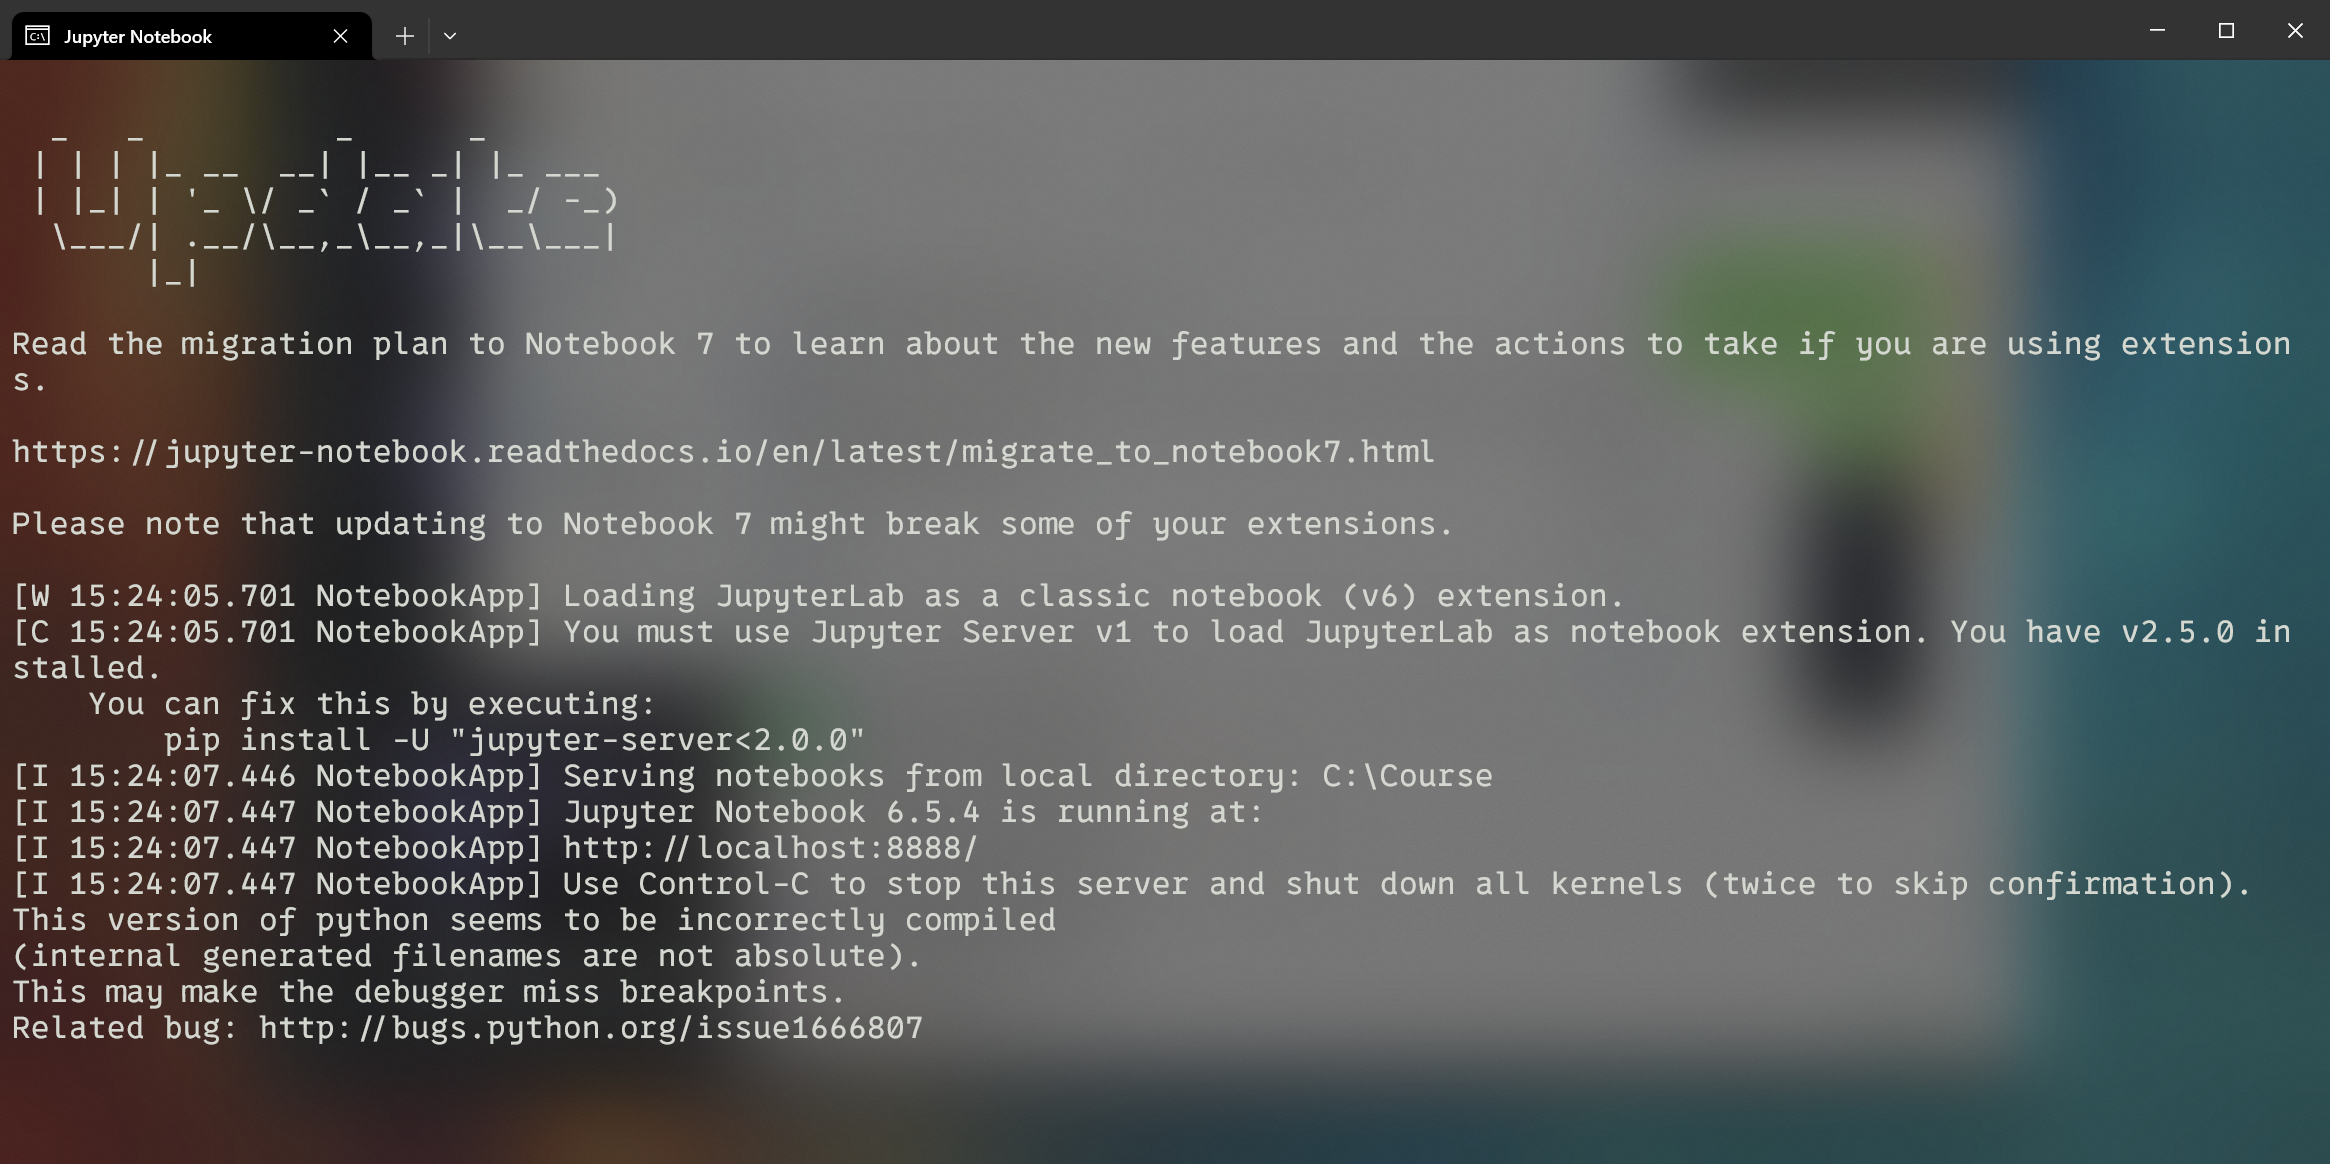 Jupyter Notebook
  _   _          _      _
 | | | |_ __  __| |__ _| |_ ___
 | |_| | '_ \/ _` / _` |  _/ -_)
  \___/| .__/\__,_\__,_|\__\___|
       |_|
Read the migration plan to Notebook 7 to learn about the new features and the actions to take if you are using extension
s.
https://jupyter-notebook.readthedocs.io/en/latest/migrate_to_notebook7.html
Please note that updating to Notebook 7 might break some of your extensions.
[W 15:24:05.701 NotebookApp] Loading JupyterLab as a classic notebook (v6) extension.
[C 15:24:05.701 NotebookApp] You must use Jupyter Server v1 to load JupyterLab as notebook extension. You have v2.5.0 in
stalled.
    You can fix this by executing:
        pip install -U "jupyter-server<2.0.0"
[I 15:24:07.446 NotebookApp] Serving notebooks from local directory: C:\Course
[I 15:24:07.447 NotebookApp] Jupyter Notebook 6.5.4 is running at:
[I 15:24:07.447 NotebookApp] http://localhost:8888/
[I 15:24:07.447 NotebookApp] Use Control-C to stop this server and shut down all kernels (twice to skip confirmation).
This version of python seems to be incorrectly compiled
(internal generated filenames are not absolute).
This may make the debugger miss breakpoints.
Related bug: http://bugs.python.org/issue1666807